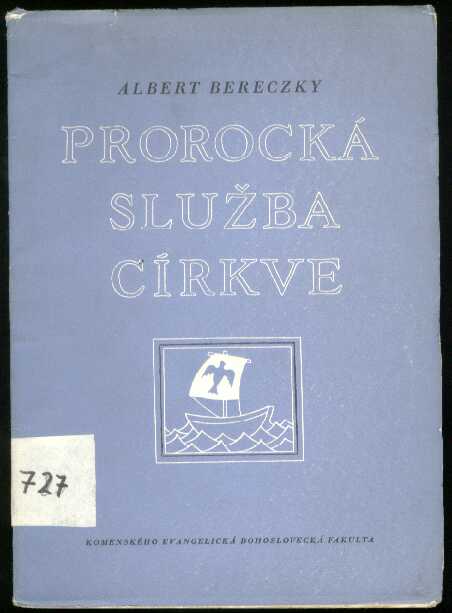 ALBERT BERECZKY
PROROCKÁ
SLUŽBA
CÍRKVE
727
KOMENSKÉHO EVANGELICKÁ BOHOSLOVECKÁ FAKULTA